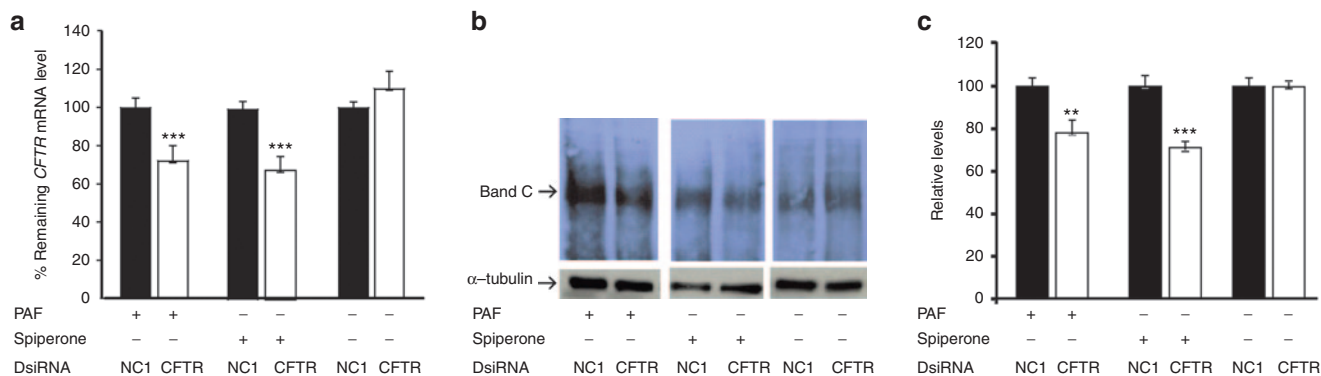 a
% Remaining CFTR mRNA level
140
120
100
80
60
40
20
0
***
***
PAF + + – – – –
Spiperone – – + + – –
DsiRNA NC1 CFTR NC1 CFTR NC1 CFTR
b
Band C
α–tubulin
PAF + + – – – –
Spiperone – – + + – –
DsiRNA NC1 CFTR NC1 CFTR NC1 CFTR
c
Relative levels
120
100
80
60
40
20
0
**
***
PAF + + – – – –
Spiperone – – + + – –
DsiRNA NC1 CFTR NC1 CFTR NC1 CFTR